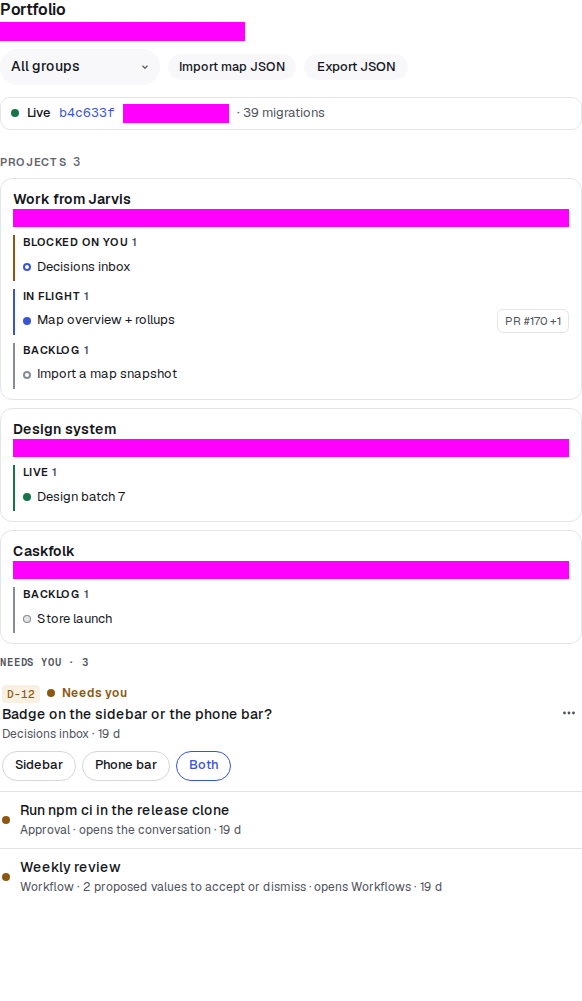 Portfolio
All groups
Import map JSON
Export JSON
Live b4c633f · 39 migrations
PROJECTS 3
Work from Jarvis
BLOCKED ON YOU 1
Decisions inbox
IN FLIGHT 1
Map overview + rollups
PR #170 +1
BACKLOG 1
Import a map snapshot
Design system
LIVE 1
Design batch 7
Caskfolk
BACKLOG 1
Store launch
NEEDS YOU · 3
D-12 Needs you
Badge on the sidebar or the phone bar?
Decisions inbox · 19 d
Sidebar
Phone bar
Both
Run npm ci in the release clone
Approval · opens the conversation · 19 d
Weekly review
Workflow · 2 proposed values to accept or dismiss · opens Workflows · 19 d